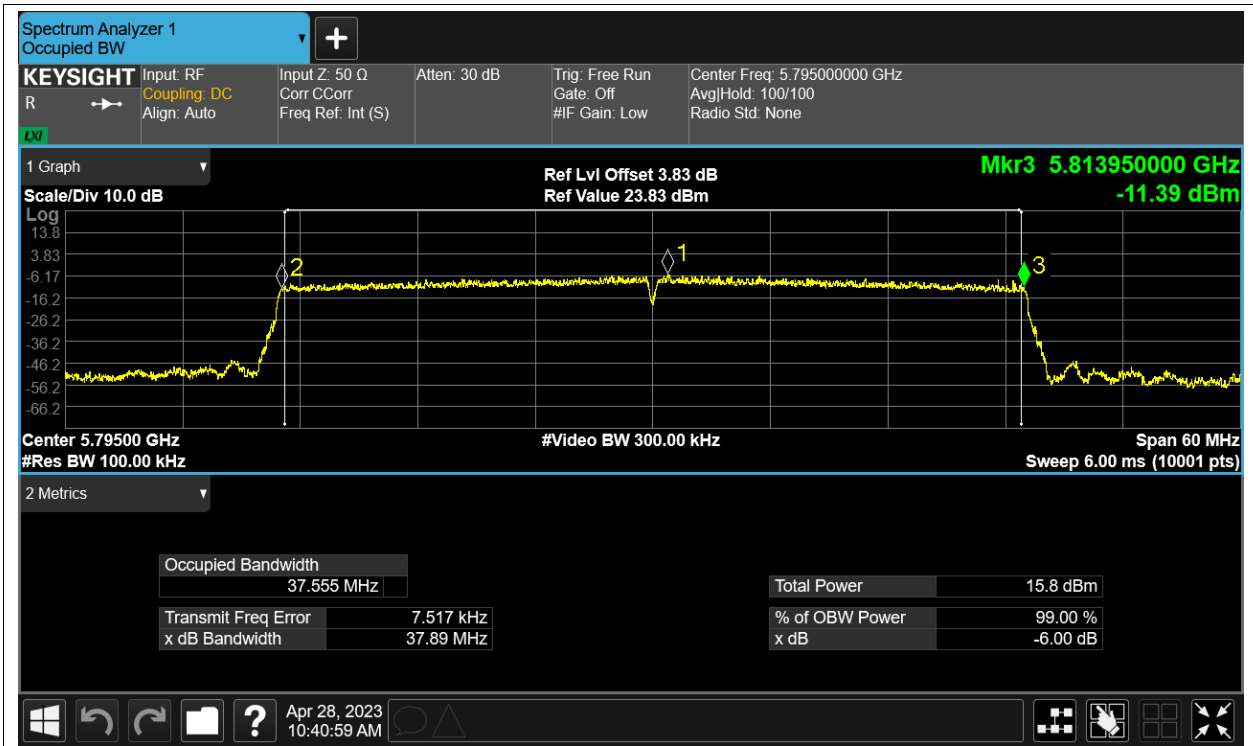 Spectrum Analyzer 1
Occupied BW
KEYSIGHT
R
LXI
Input: RF
Coupling: DC
Align: Auto
Input Z: 50 Ω
Corr CCorr
Freq Ref: Int (S)
Atten: 30 dB
Trig: Free Run
Gate: Off
#IF Gain: Low
Center Freq: 5.795000000 GHz
Avg|Hold: 100/100
Radio Std: None
1 Graph
Scale/Div 10.0 dB
Ref Lvl Offset 3.83 dB
Ref Value 23.83 dBm
Mkr3 5.813950000 GHz
-11.39 dBm
Log
13.8
3.83
-6.17
-16.2
-26.2
-36.2
-46.2
-56.2
-66.2
2
1
3
Center 5.79500 GHz
#Res BW 100.00 kHz
#Video BW 300.00 kHz
Span 60 MHz
Sweep 6.00 ms (10001 pts)
2 Metrics
Occupied Bandwidth
37.555 MHz
Transmit Freq Error 7.517 kHz
x dB Bandwidth 37.89 MHz
Total Power 15.8 dBm
% of OBW Power 99.00 %
x dB -6.00 dB
?
Apr 28, 2023
10:40:59 AM